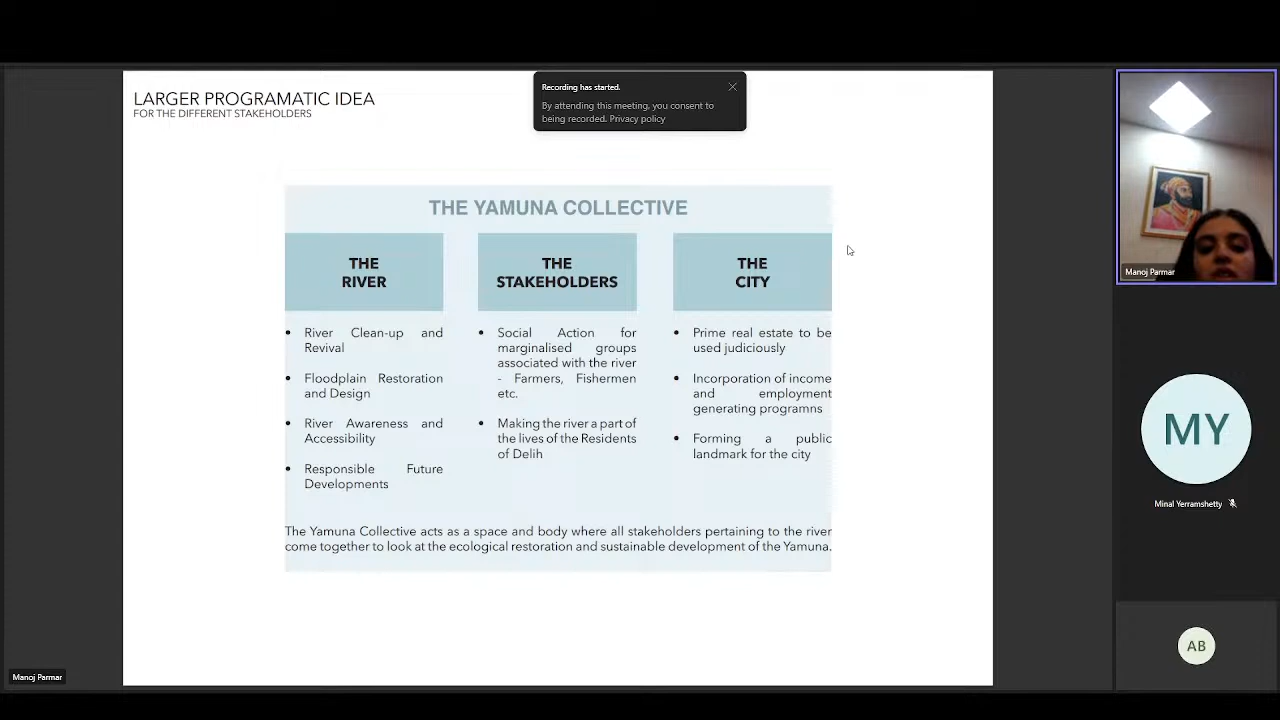 LARGER PROGRAMATIC IDEA
FOR THE DIFFERENT STAKEHOLDERS
Recording has started.
By attending this meeting, you consent to
being recorded. Privacy policy
THE YAMUNA COLLECTIVE
THE
RIVER
• River Clean-up and
Revival
• Floodplain Restoration
and Design
• River Awareness and
Accessibility
• Responsible Future
Developments
THE
STAKEHOLDERS
• Social Action for
marginalised groups
associated with the river
- Farmers, Fishermen
etc.
• Making the river a part of
the lives of the Residents
of Delih
THE
CITY
• Prime real estate to be
used judiciously
• Incorporation of income
and employment
generating programns
• Forming a public
landmark for the city
The Yamuna Collective acts as a space and body where all stakeholders pertaining to the river
come together to look at the ecological restoration and sustainable development of the Yamuna.
Manoj Parmar
MY
Minal Yerramshetty
AB
Manoj Parmar